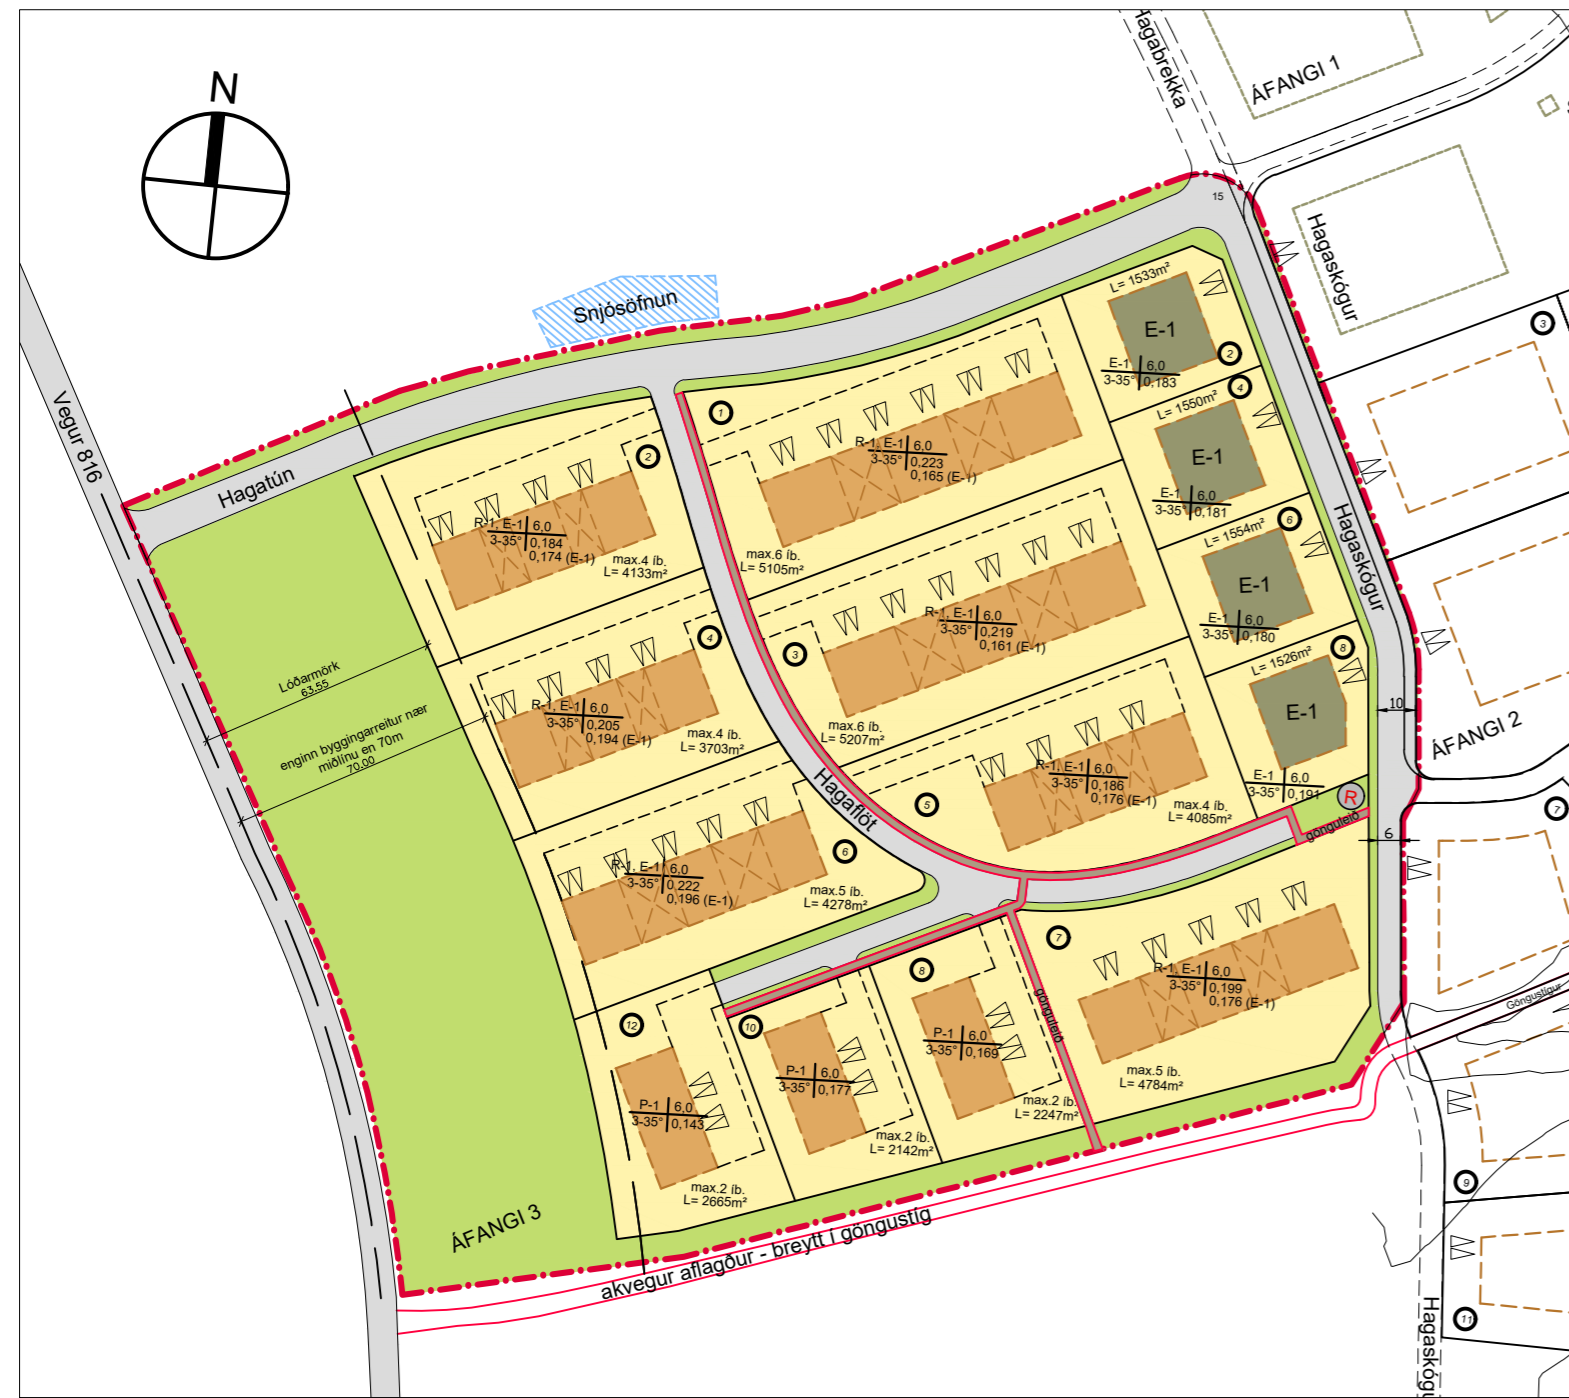 N
Hagabrekka
ÁFANGI 1
15
Hagaskógur
3
Snjósöfnun
Vegur 816
Hagatún
L= 1533m²
E-1
2
E-1 6,0
3-35° 0,183
4
L= 1550m²
E-1
E-1 6,0
3-35° 0,181
6
L= 1554m²
E-1
E-1 6,0
3-35° 0,180
8
L= 1526m²
E-1
E-1 6,0
3-35° 0,191
R
gönguleið
Hagaskógur
10
6
ÁFANGI 2
7
1
R-1, E-1 6,0
3-35° 0,223
0,165 (E-1)
max.6 íb.
L= 5105m²
2
R-1, E-1 6,0
3-35° 0,184
0,174 (E-1)
max.4 íb.
L= 4133m²
3
R-1, E-1 6,0
3-35° 0,219
0,161 (E-1)
max.6 íb.
L= 5207m²
4
R-1, E-1 6,0
3-35° 0,205
0,194 (E-1)
max.4 íb.
L= 3703m²
Lóðarmörk
63.55
enginn byggingarreitur nær
miðlínu en 70m
70.00
5
R-1, E-1 6,0
3-35° 0,186
0,176 (E-1)
max.4 íb.
L= 4085m²
Hagaflöt
6
R-1, E-1 6,0
3-35° 0,222
0,196 (E-1)
max.5 íb.
L= 4278m²
7
R-1, E-1 6,0
3-35° 0,199
0,176 (E-1)
max.5 íb.
L= 4784m²
gönguleið
8
P-1 6,0
3-35° 0,169
max.2 íb.
L= 2247m²
10
P-1 6,0
3-35° 0,177
max.2 íb.
L= 2142m²
12
P-1 6,0
3-35° 0,143
max.2 íb.
L= 2665m²
Göngustígur
ÁFANGI 3
akvegur aflagður - breytt í göngustíg
9
11
Hagaskógu